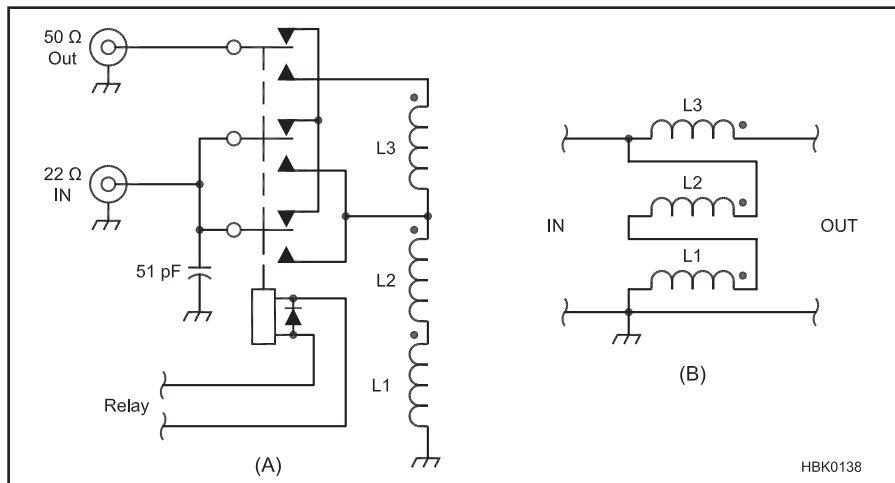 50 Ω
Out
22 Ω
IN
51 pF
Relay
L3
L2
L1
(A)
L3
L2
L1
IN
OUT
(B)
HBK0138